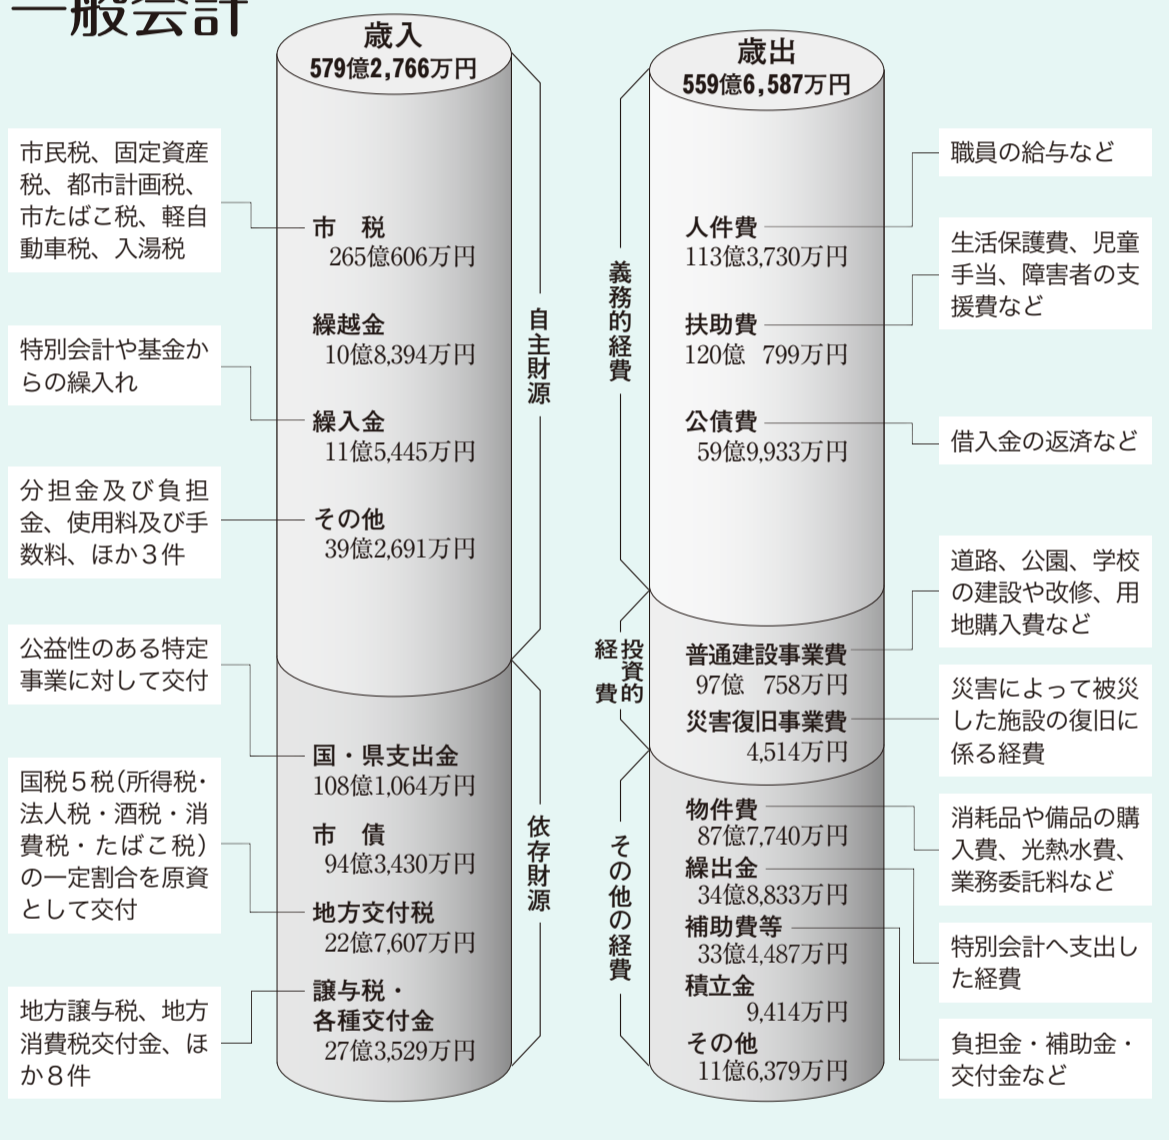 一般会計
歳入
579億2,766万円
市民税、固定資産
税、都市計画税、
市たばこ税、軽自
動車税、入湯税
市　税
265億606万円
繰越金
10億8,394万円
特別会計や基金か
らの繰入れ
繰入金
11億5,445万円
分担金及び負担
金、使用料及び手
数料、ほか３件
その他
39億2,691万円
自主財源
公益性のある特定
事業に対して交付
国・県支出金
108億1,064万円
市　債
94億3,430万円
国税５税（所得税・
法人税・酒税・消
費税・たばこ税）
の一定割合を原資
として交付
地方交付税
22億7,607万円
地方譲与税、地方
消費税交付金、ほ
か８件
譲与税・
各種交付金
27億3,529万円
依存財源
歳出
559億6,587万円
義務的経費
人件費
113億3,730万円
職員の給与など
扶助費
120億 799万円
生活保護費、児童
手当、障害者の支
援費など
公債費
59億9,933万円
借入金の返済など
投資的
経費
普通建設事業費
97億 758万円
道路、公園、学校
の建設や改修、用
地購入費など
災害復旧事業費
4,514万円
災害によって被災
した施設の復旧に
係る経費
その他の経費
物件費
87億7,740万円
消耗品や備品の購
入費、光熱水費、
業務委託料など
繰出金
34億8,833万円
特別会計へ支出し
た経費
補助費等
33億4,487万円
負担金・補助金・
交付金など
積立金
9,414万円
その他
11億6,379万円